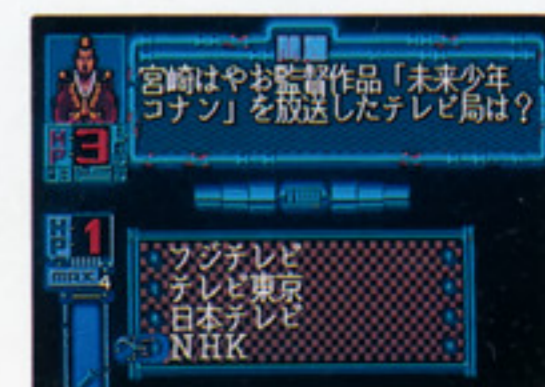 問題
宮崎はやお監督作品「未来少年
コナン」を放送したテレビ局は？
HP 3
HP 1
MAX 4
フジテレビ
テレビ東京
日本テレビ
NHK